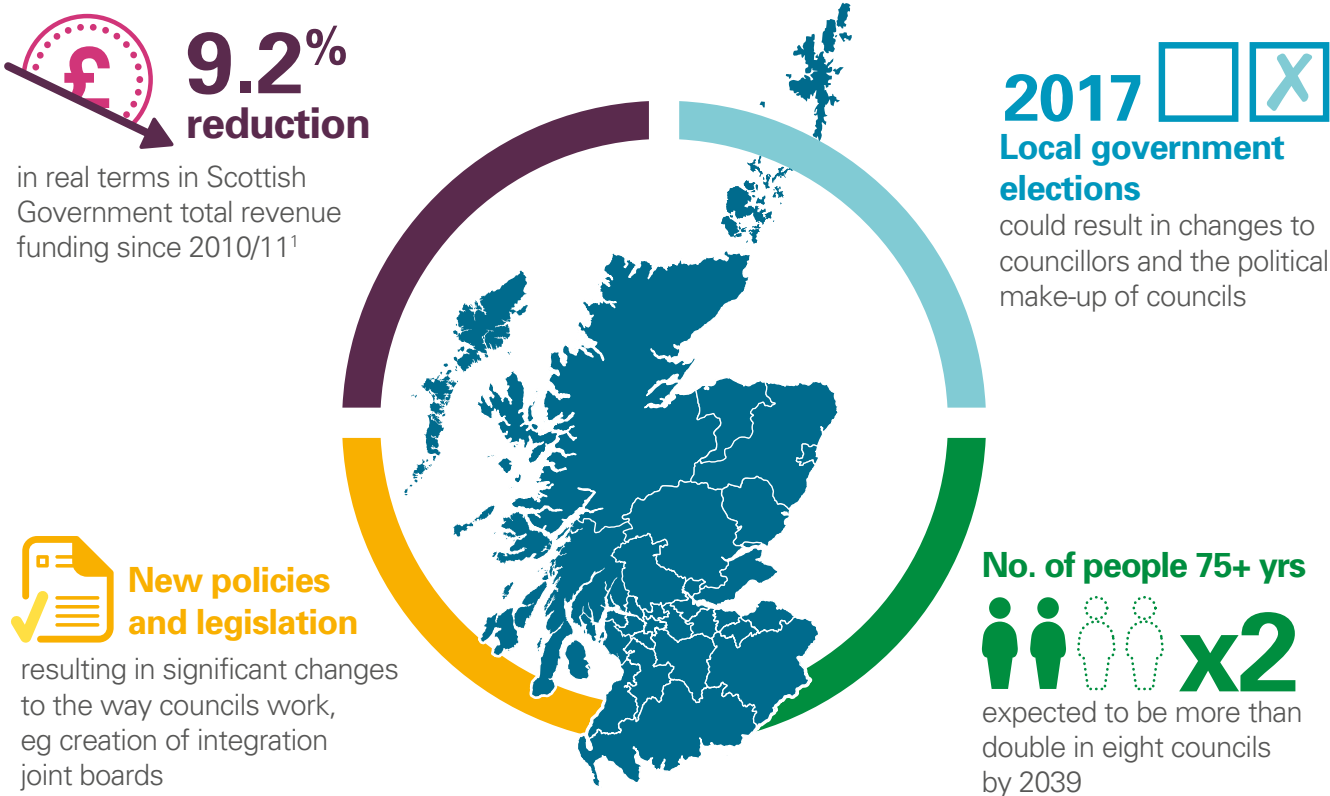 £
9.2%
reduction
in real terms in Scottish
Government total revenue
funding since 2010/11¹
2017
Local government
elections
could result in changes to
councillors and the political
make-up of councils
New policies
and legislation
resulting in significant changes
to the way councils work,
eg creation of integration
joint boards
No. of people 75+ yrs
x2
expected to be more than
double in eight councils
by 2039